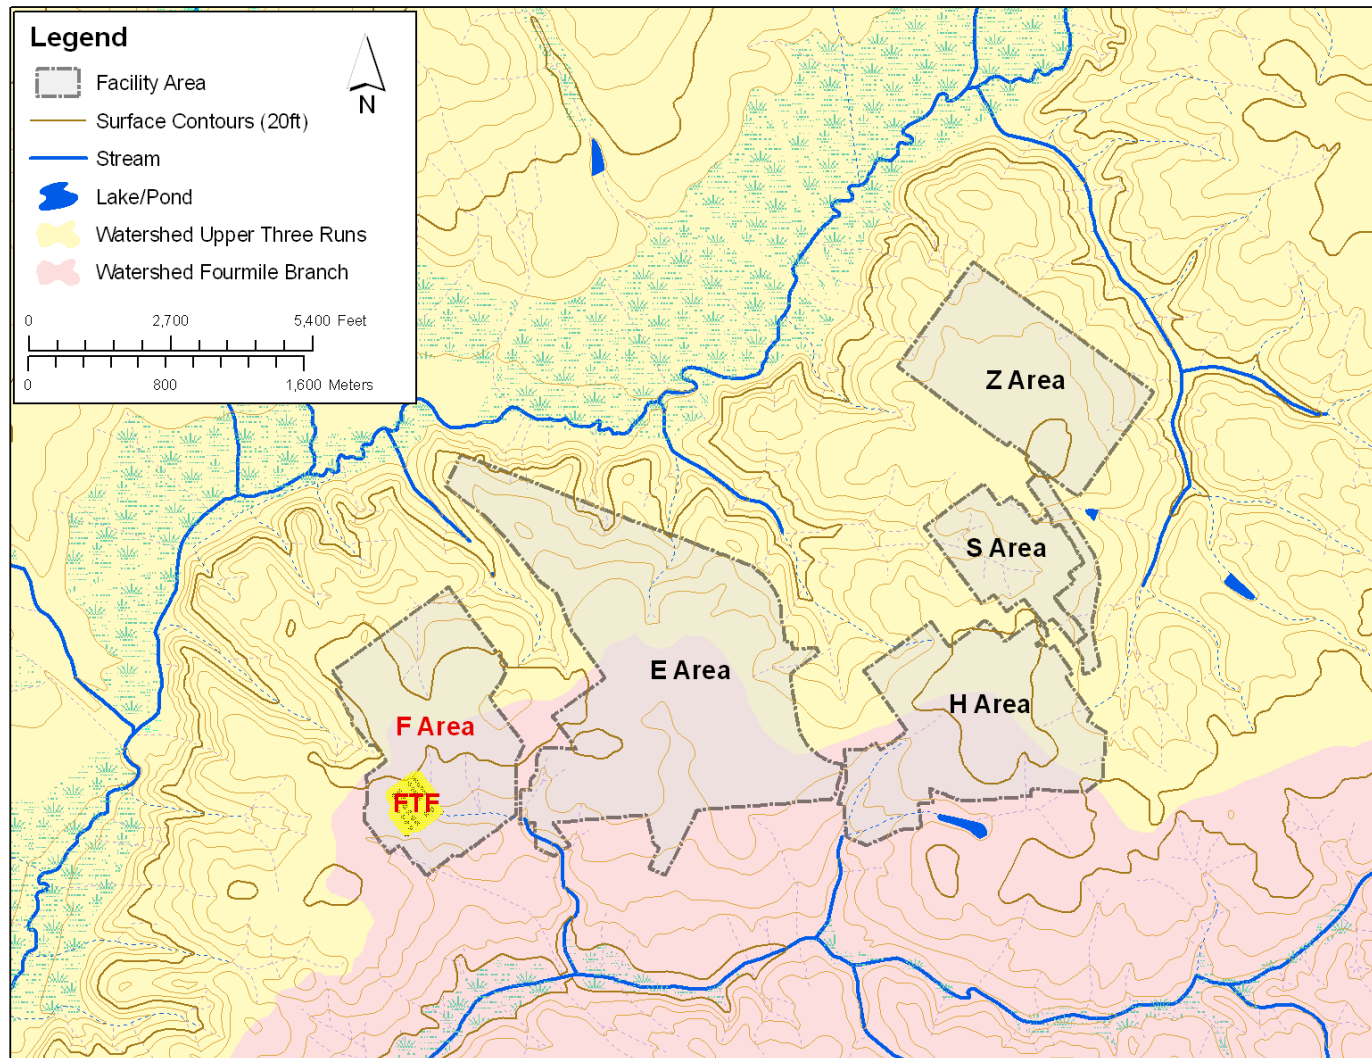 Legend
N
Facility Area
Surface Contours (20ft)
Stream
Lake/Pond
Watershed Upper Three Runs
Watershed Fourmile Branch
0 2,700 5,400 Feet
0 800 1,600 Meters
Z Area
S Area
E Area
H Area
F Area
FTF